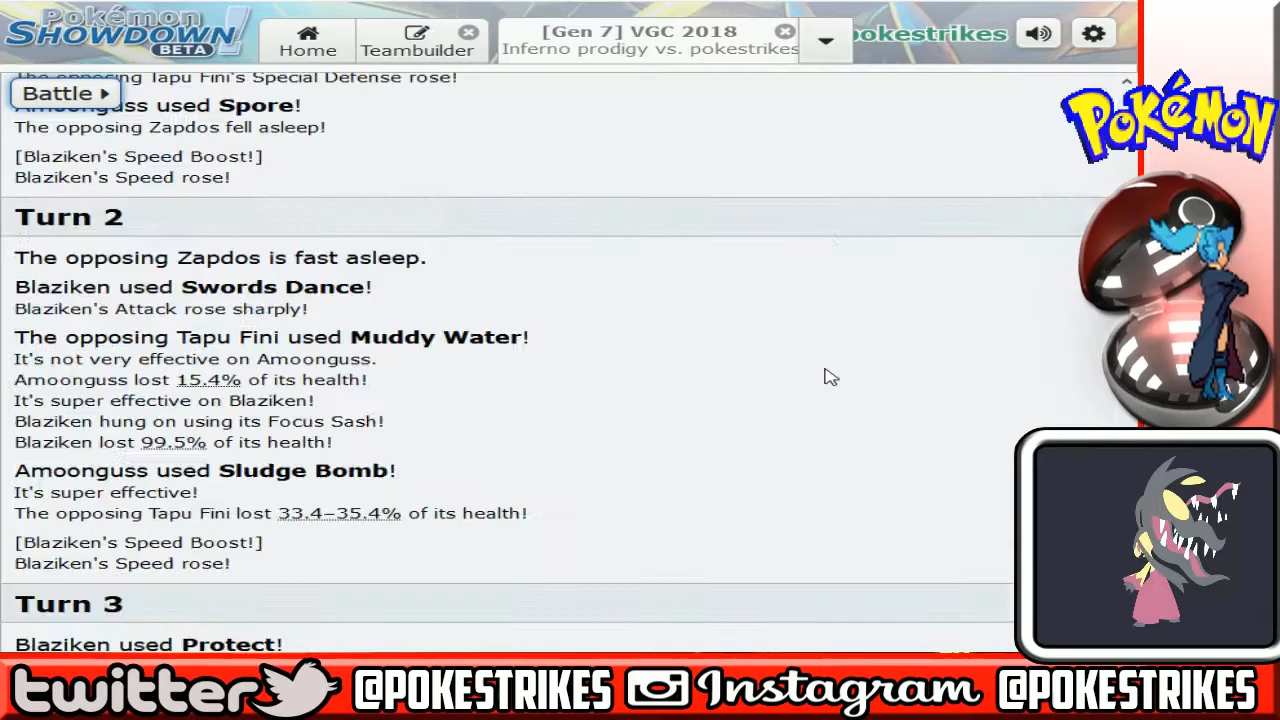 Pokémon
SHOWDOWN!
BETA
Home
Teambuilder
[Gen 7] VGC 2018
Inferno prodigy vs. pokestrikes
pokestrikes
The opposing Tapu Fini's Special Defense rose!
Battle
Amoonguss used Spore!
The opposing Zapdos fell asleep!
[Blaziken's Speed Boost!]
Blaziken's Speed rose!
Turn 2
The opposing Zapdos is fast asleep.
Blaziken used Swords Dance!
Blaziken's Attack rose sharply!
The opposing Tapu Fini used Muddy Water!
It's not very effective on Amoonguss.
Amoonguss lost 15.4% of its health!
It's super effective on Blaziken!
Blaziken hung on using its Focus Sash!
Blaziken lost 99.5% of its health!
Amoonguss used Sludge Bomb!
It's super effective!
The opposing Tapu Fini lost 33.4–35.4% of its health!
[Blaziken's Speed Boost!]
Blaziken's Speed rose!
Turn 3
Blaziken used Protect!
POKéMON
twitter @POKESTRIKES Instagram @POKESTRIKES